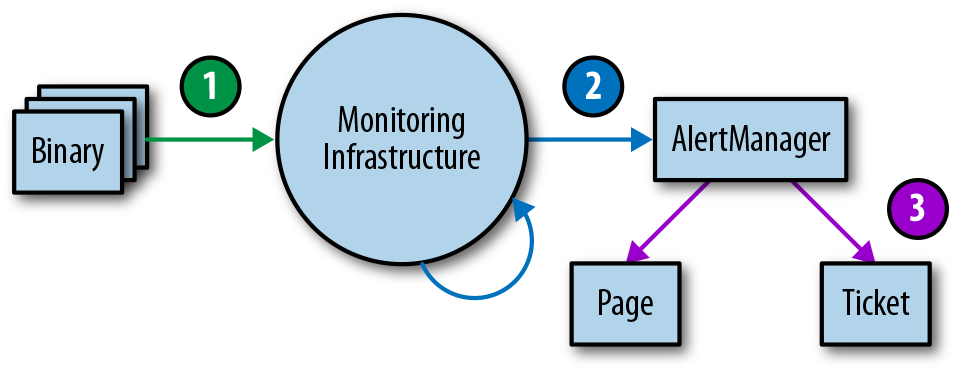 1
2
Binary
Monitoring
Infrastructure
AlertManager
3
Page
Ticket